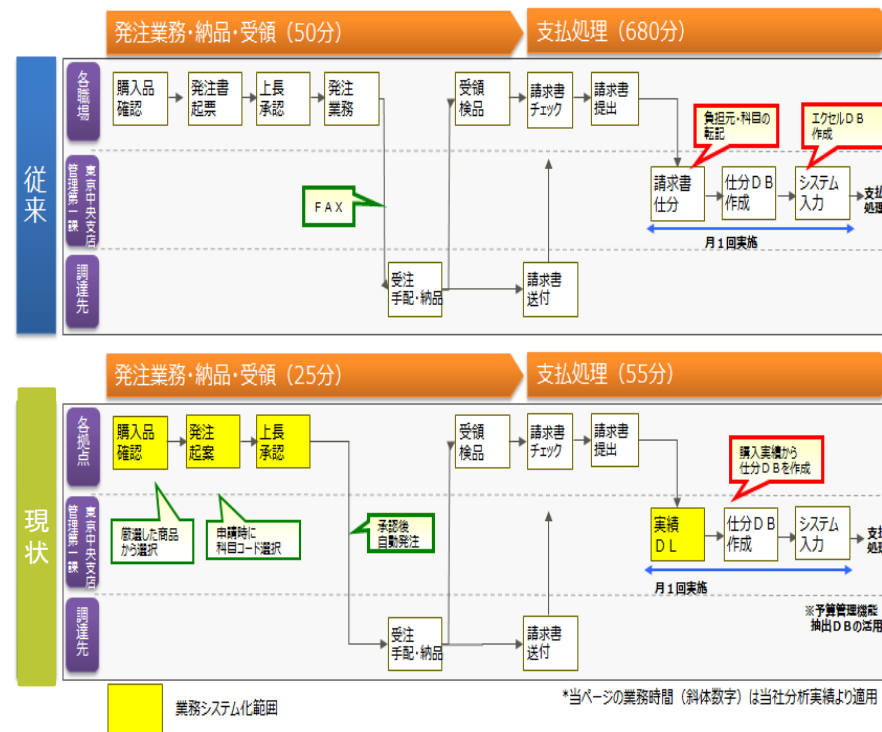 発注業務・納品・受領（50分）
支払処理（680分）
従来
各職場
購入品
確認
発注書
起票
上長
承認
発注
業務
受領
検品
請求書
チェック
請求書
提出
負担元・科目の
転記
エクセルＤＢ
作成
東京中央支店
管理第一課
ＦＡＸ
請求書
仕分
仕分ＤＢ
作成
システム
入力
支払
処理
月１回実施
調達先
受注
手配・納品
請求書
送付
発注業務・納品・受領（25分）
支払処理（55分）
現状
各拠点
購入品
確認
発注
起案
上長
承認
受領
検品
請求書
チェック
請求書
提出
購入実績から
仕分ＤＢを作成
東京中央支店
管理第一課
厳選した商品
から選択
申請時に
科目コード選択
承認後
自動発注
実績
ＤＬ
仕分ＤＢ
作成
システム
入力
支払
処理
月１回実施
※予算管理機能
抽出ＤＢの活用
調達先
受注
手配・納品
請求書
送付
業務システム化範囲
*当ページの業務時間（斜体数字）は当社分析実績より適用